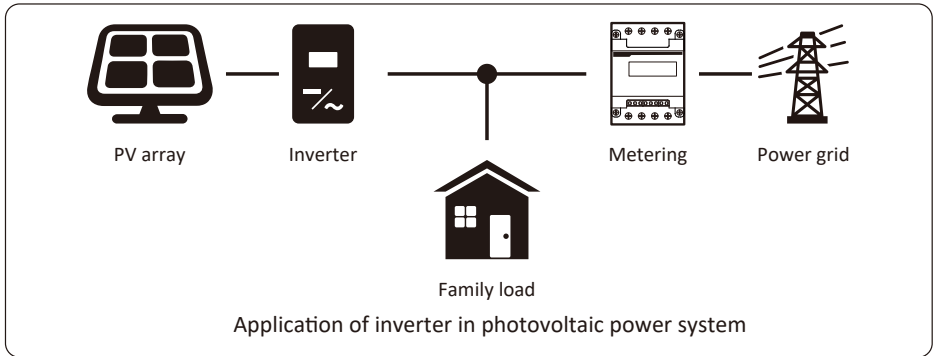 PV array
Inverter
Metering
Power grid
Family load
Application of inverter in photovoltaic power system